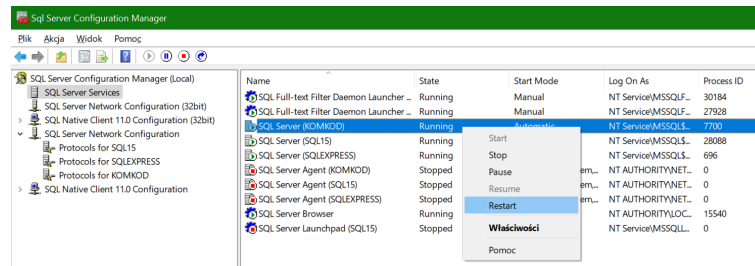 Sql Server Configuration Manager
Plik Akcja Widok Pomoc
SQL Server Configuration Manager (Local)
SQL Server Services
SQL Server Network Configuration (32bit)
SQL Native Client 11.0 Configuration (32bit)
SQL Server Network Configuration
Protocols for SQL15
Protocols for SQLEXPRESS
Protocols for KOMKOD
SQL Native Client 11.0 Configuration
Name State Start Mode Log On As Process ID
SQL Full-text Filter Daemon Launcher ... Running Manual NT Service\MSSQLF... 30184
SQL Full-text Filter Daemon Launcher ... Running Manual NT Service\MSSQLF... 27928
SQL Server (KOMKOD) Running Automatic NT Service\MSSQL$... 7700
SQL Server (SQL15) Running NT Service\MSSQL$... 28088
SQL Server (SQLEXPRESS) Running NT Service\MSSQL$... 696
SQL Server Agent (KOMKOD) Stopped em,... NT AUTHORITY\NET... 0
SQL Server Agent (SQL15) Stopped em,... NT AUTHORITY\NET... 0
SQL Server Agent (SQLEXPRESS) Stopped em,... NT AUTHORITY\NET... 0
SQL Server Browser Running NT AUTHORITY\LOC... 15540
SQL Server Launchpad (SQL15) Stopped NT Service\MSSQLL... 0
Start
Stop
Pause
Resume
Restart
Właściwości
Pomoc